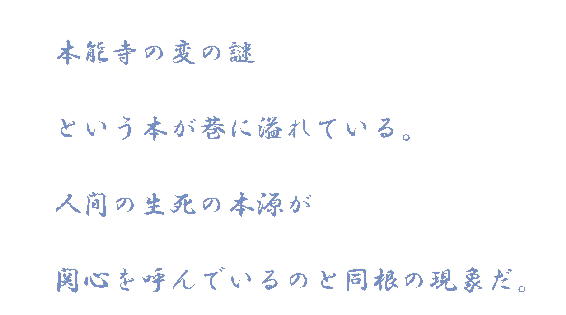 本能寺の変の謎
という本が巷に溢れている。
人間の生死の本源が
関心を呼んでいるのと同根の現象だ。